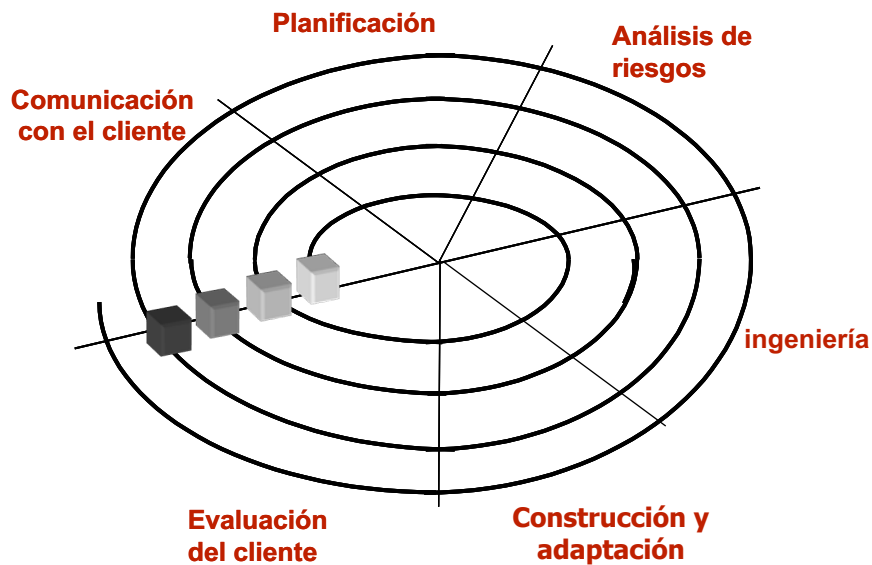 Planificación
Análisis de
riesgos
Comunicación
con el cliente
ingeniería
Evaluación
del cliente
Construcción y
adaptación